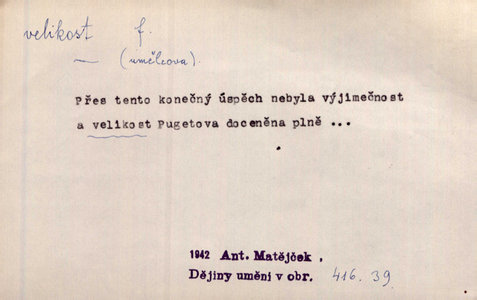 velikost f.
— (umělcova).
Přes tento konečný úspěch nebyla výjimečnost
a velikost Pugetova doceněna plně ...
1942 Ant. Matějček ,
Dějiny umění v obr. 416. 39